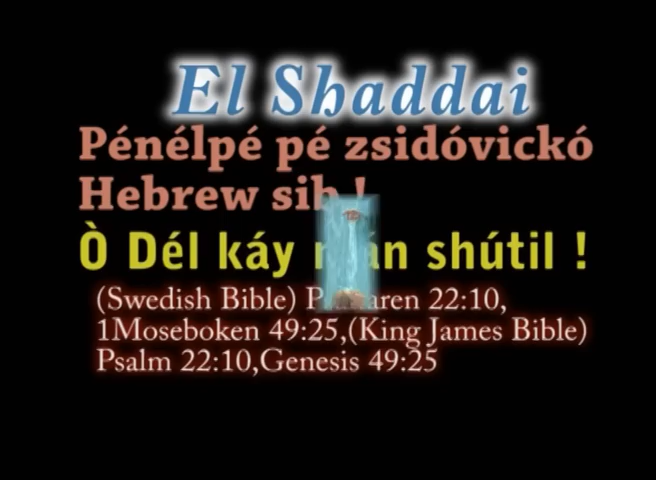 El Shaddai
Pénélpé pé zsidóvickó
Hebrew sib !
Ò Dél káy shútil !
(Swedish Bible) 22:10,
1Moseboken 49:25,(King James Bible)
Psalm 22:10,Genesis 49:25